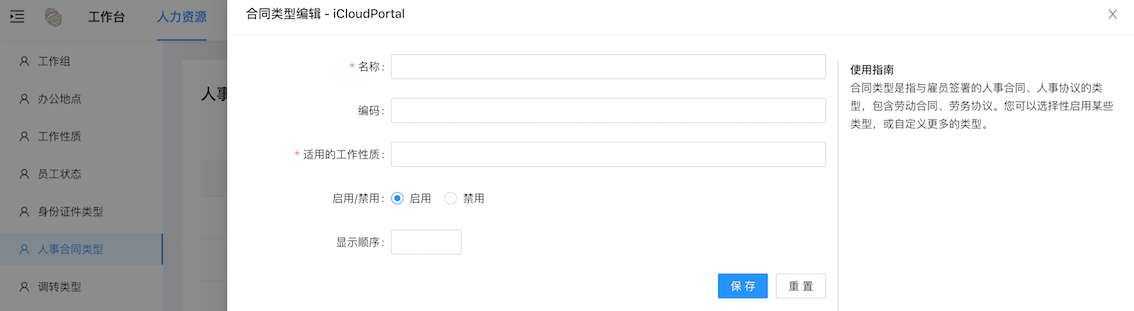 工作台
人力资源
工作组
办公地点
工作性质
员工状态
身份证件类型
人事合同类型
调转类型
人事
合同类型编辑 - iCloudPortal
* 名称:
编码:
* 适用的工作性质:
启用/禁用: 启用 禁用
显示顺序:
保 存 重 置
使用指南
合同类型是指与雇员签署的人事合同、人事协议的类
型，包含劳动合同、劳务协议。您可以选择性启用某些
类型，或自定义更多的类型。